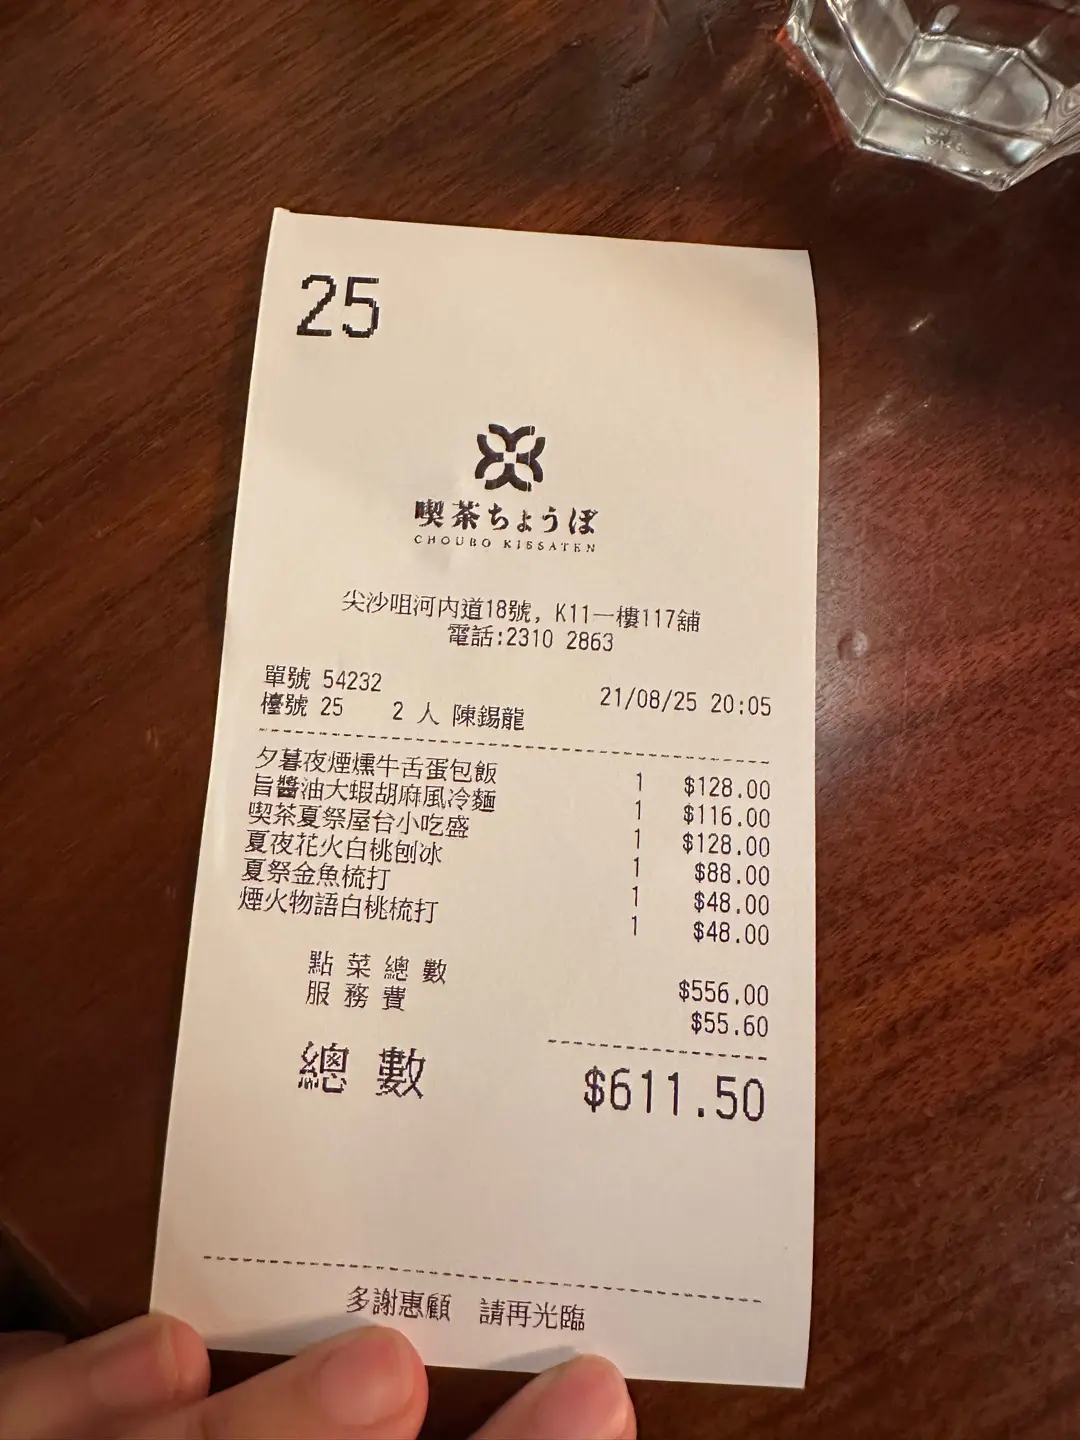 25
喫茶ちょうぼ
CHOUBO KISSATEN
尖沙咀河內道18號, K11一樓117舖
電話:2310 2863
單號 54232 21/08/25 20:05
檯號 25 2 人 陳錫龍
夕暮夜煙燻牛舌蛋包飯 1 $128.00
旨醬油大蝦胡麻風冷麵 1 $116.00
喫茶夏祭屋台小吃盛 1 $128.00
夏夜花火白桃刨冰 1 $88.00
夏祭金魚梳打 1 $48.00
煙火物語白桃梳打 1 $48.00
點菜總數 $556.00
服務費 $55.60
總數 $611.50
多謝惠顧 請再光臨